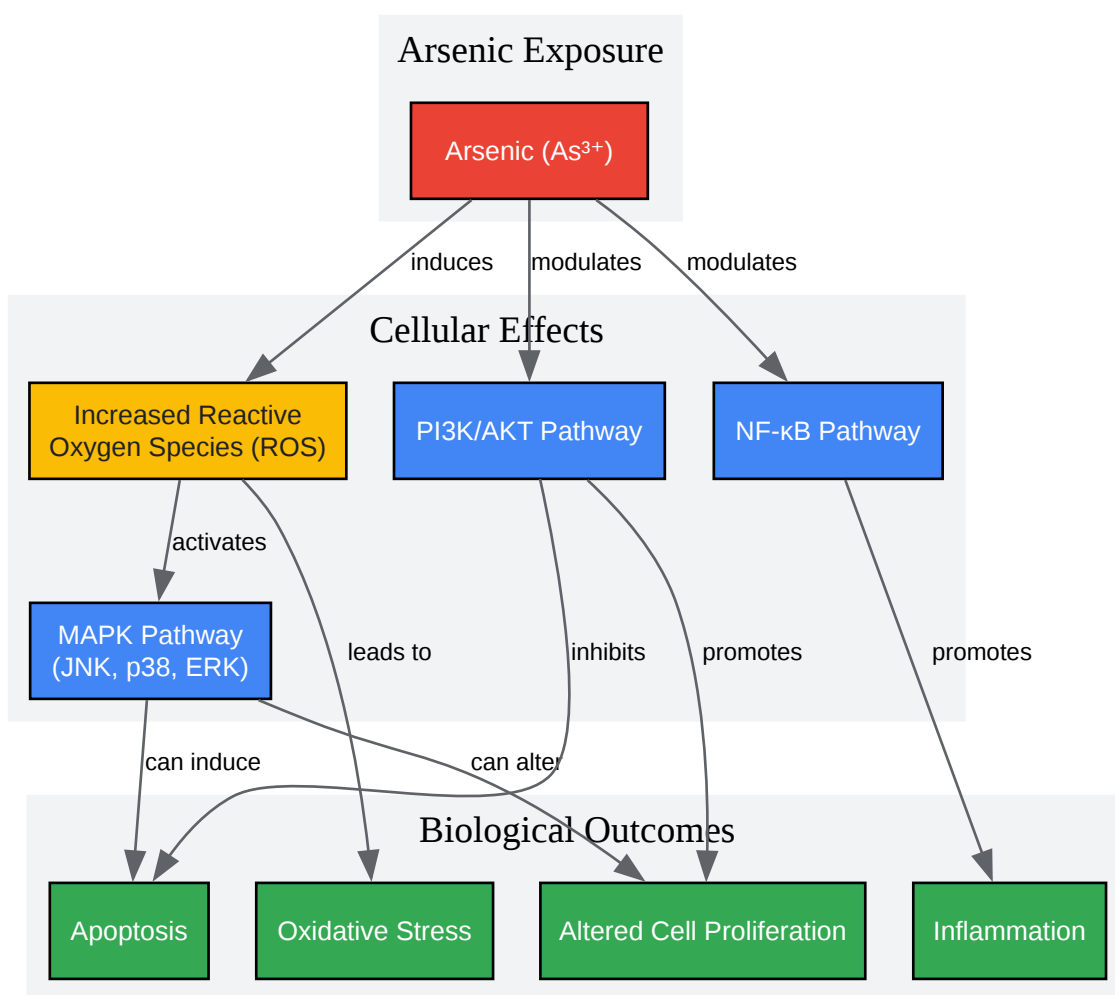 Arsenic Exposure
Arsenic (As³⁺)
induces
modulates
modulates
Cellular Effects
Increased Reactive
Oxygen Species (ROS)
PI3K/AKT Pathway
NF-κB Pathway
activates
MAPK Pathway
(JNK, p38, ERK)
leads to
inhibits
promotes
promotes
can induce
can alter
Biological Outcomes
Apoptosis
Oxidative Stress
Altered Cell Proliferation
Inflammation